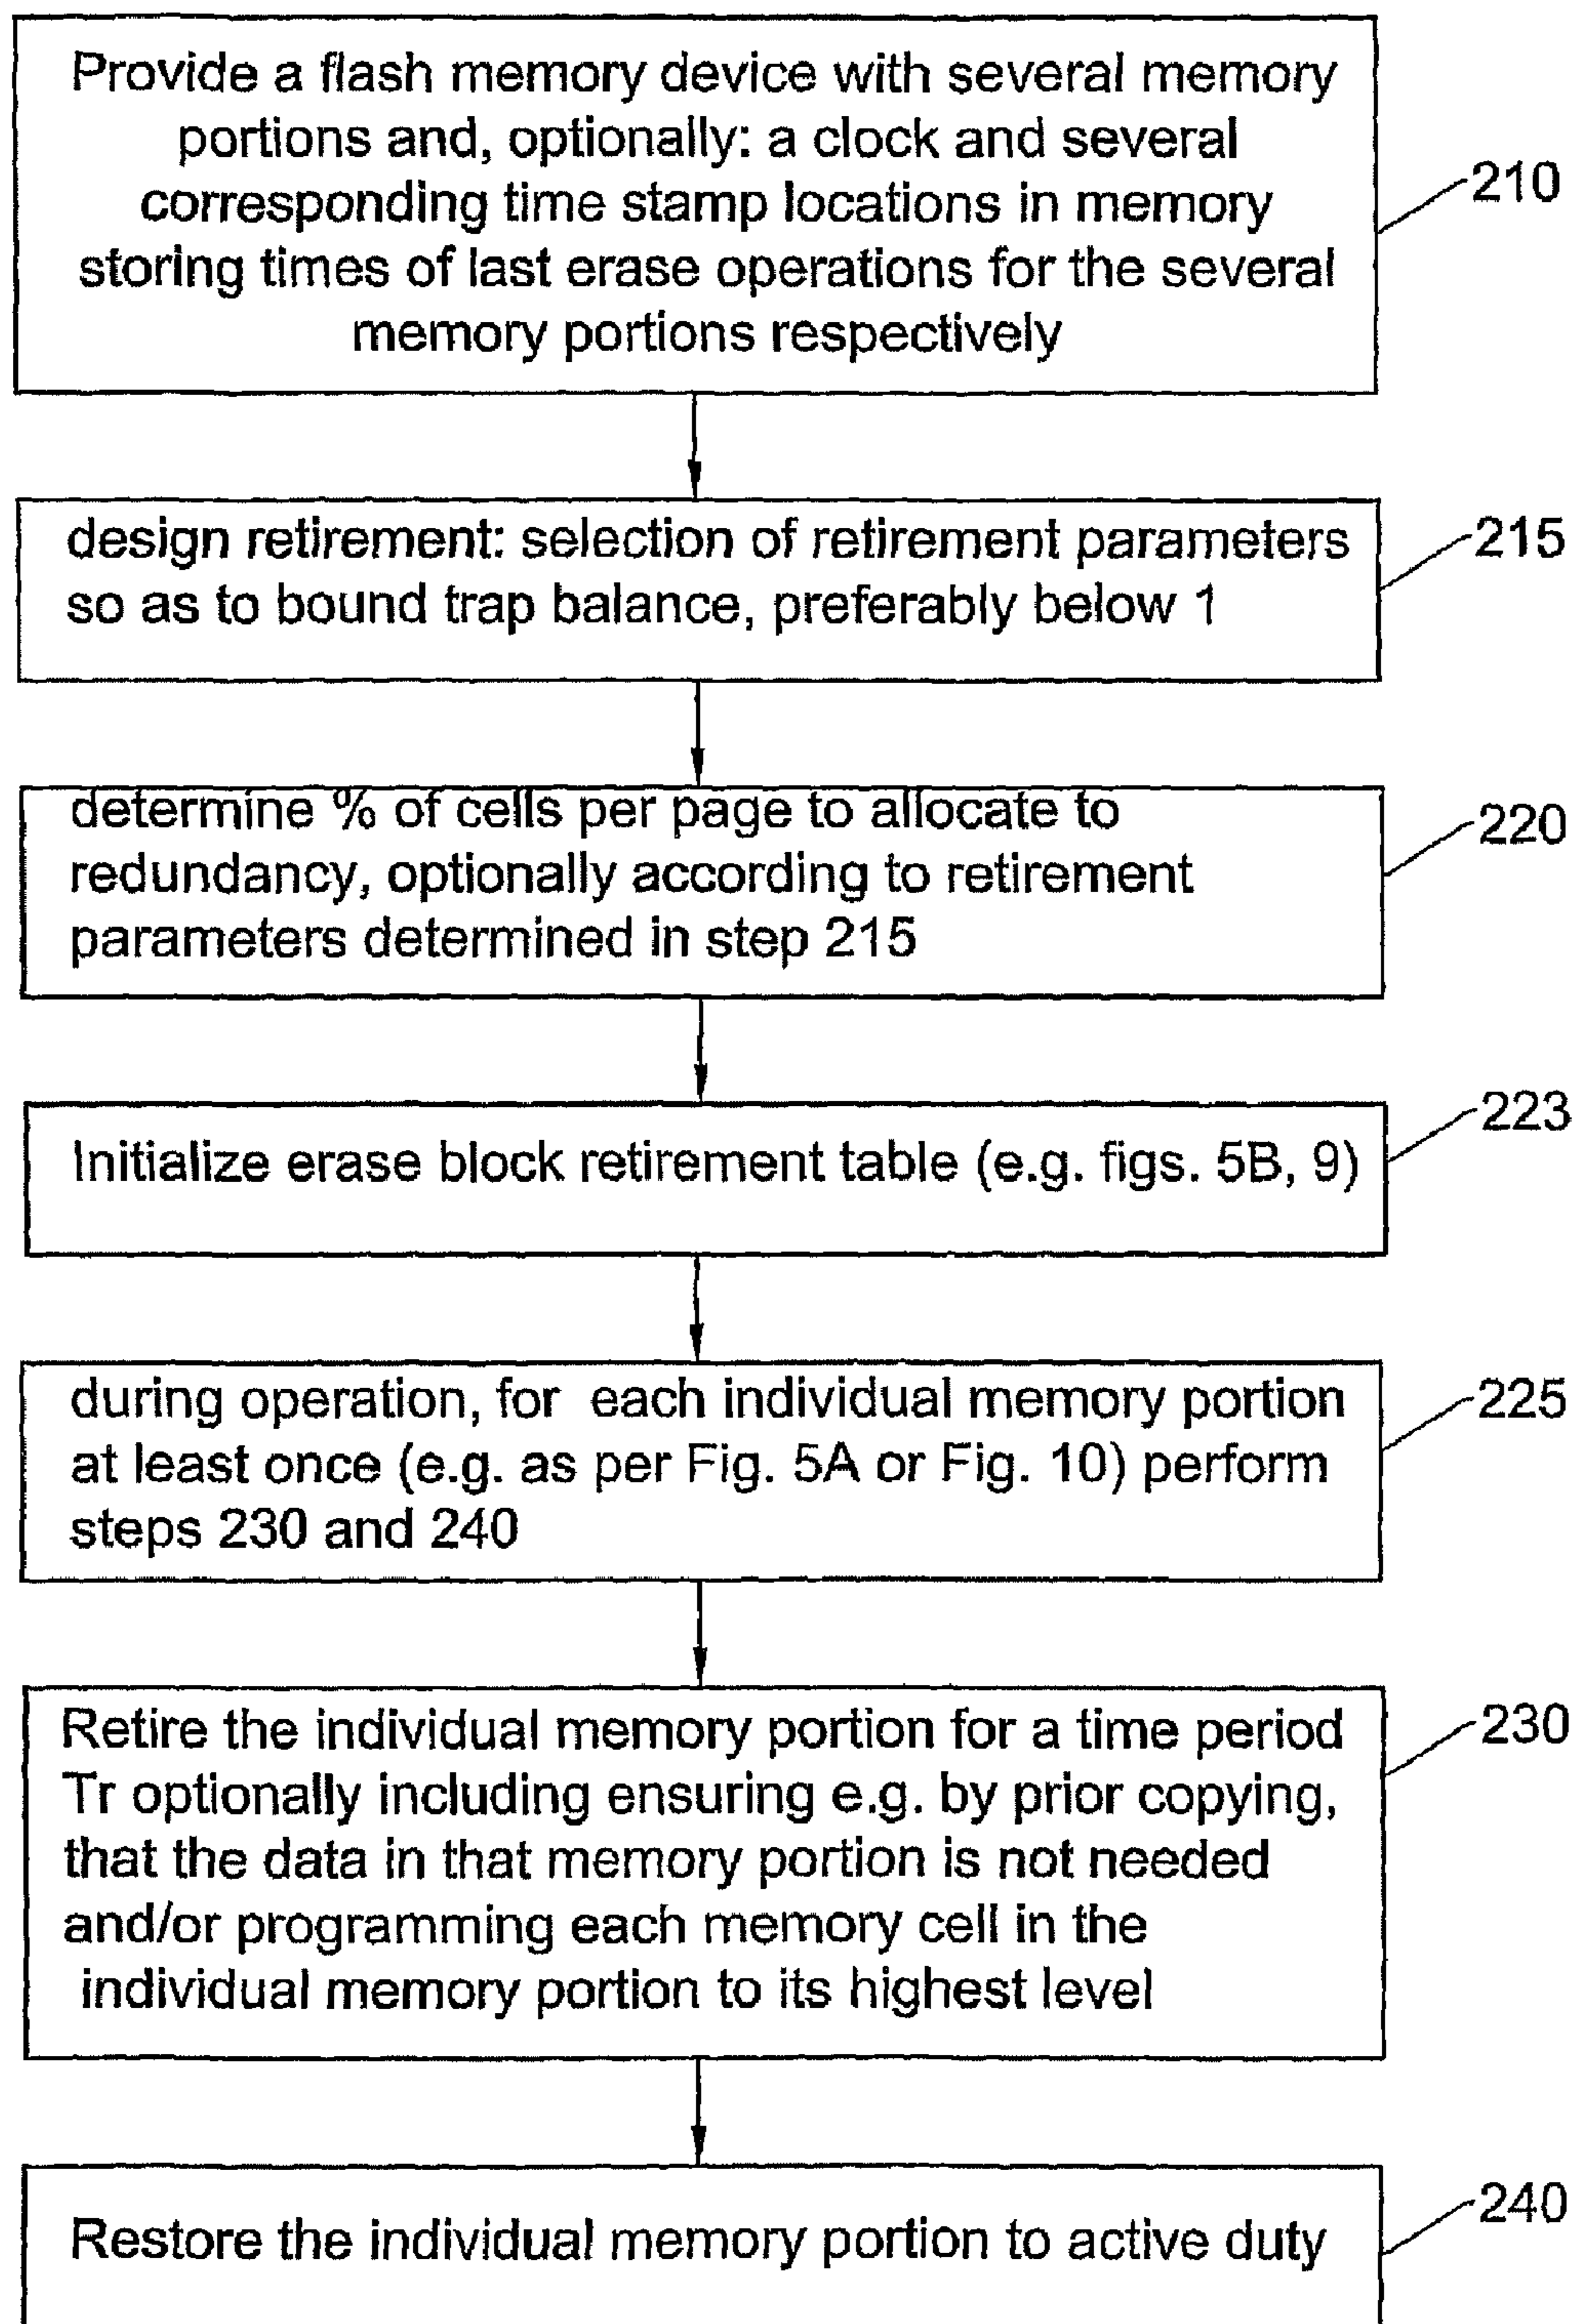 Provide a flash memory device with several memory
portions and, optionally: a clock and several
corresponding time stamp locations in memory
storing times of last erase operations for the several
memory portions respectively
210
design retirement: selection of retirement parameters
so as to bound trap balance, preferably below 1
215
determine % of cells per page to allocate to
redundancy, optionally according to retirement
parameters determined in step 215
220
Initialize erase block retirement table (e.g. figs. 5B, 9)
223
during operation, for each individual memory portion
at least once (e.g. as per Fig. 5A or Fig. 10) perform
steps 230 and 240
225
Retire the individual memory portion for a time period
Tr optionally including ensuring e.g. by prior copying,
that the data in that memory portion is not needed
and/or programming each memory cell in the
individual memory portion to its highest level
230
Restore the individual memory portion to active duty
240